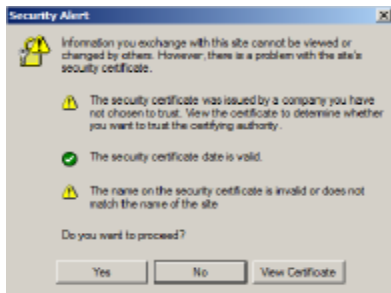 Security Alert
Information you exchange with this site cannot be viewed or
changed by others. However, there is a problem with the site's
security certificate.
The security certificate was issued by a company you have
not chosen to trust. View the certificate to determine whether
you want to trust the certifying authority.
The security certificate date is valid.
The name on the security certificate is invalid or does not
match the name of the site
Do you want to proceed?
Yes
No
View Certificate